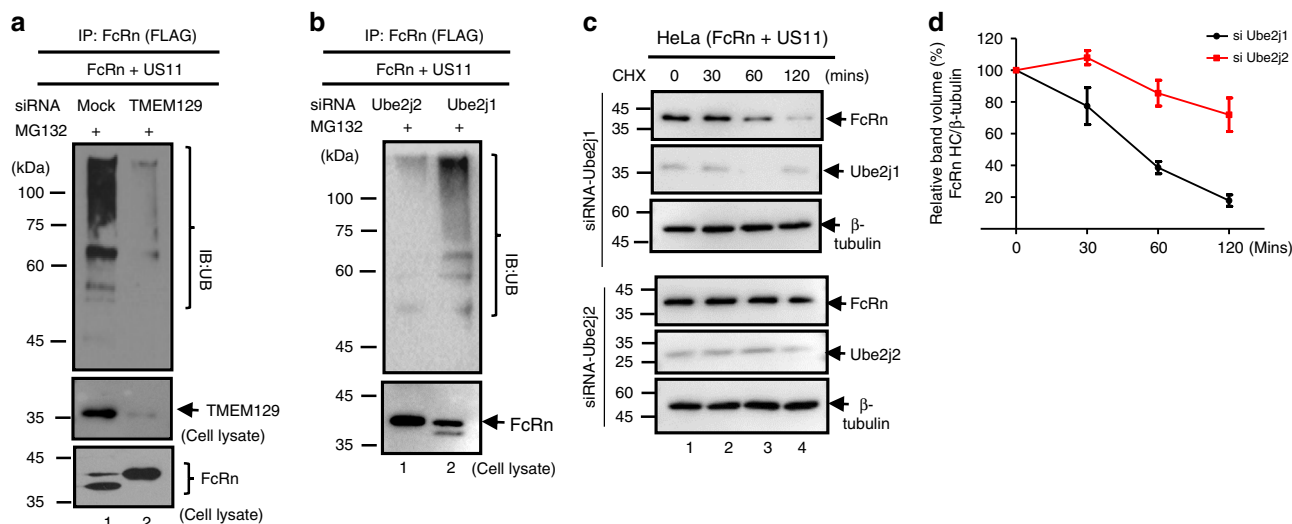 a
IP: FcRn (FLAG)
FcRn + US11
siRNA Mock TMEM129
MG132 + +
(kDa)
100
75
60
45
IB:UB
35
TMEM129
(Cell lysate)
45
35
FcRn
(Cell lysate)
1 2
b
IP: FcRn (FLAG)
FcRn + US11
siRNA Ube2j2 Ube2j1
MG132 + +
(kDa)
100
75
60
45
IB:UB
45
35
FcRn
1 2 (Cell lysate)
c
HeLa (FcRn + US11)
CHX 0 30 60 120 (mins)
siRNA-Ube2j1
45
35
FcRn
35
Ube2j1
60
45
β-
tubulin
siRNA-Ube2j2
45
35
FcRn
35
25
Ube2j2
60
45
β-
tubulin
1 2 3 4
d
si Ube2j1
si Ube2j2
Relative band volume (%)
FcRn HC/β-tubulin
120
100
80
60
40
20
0 30 60 120 (Mins)